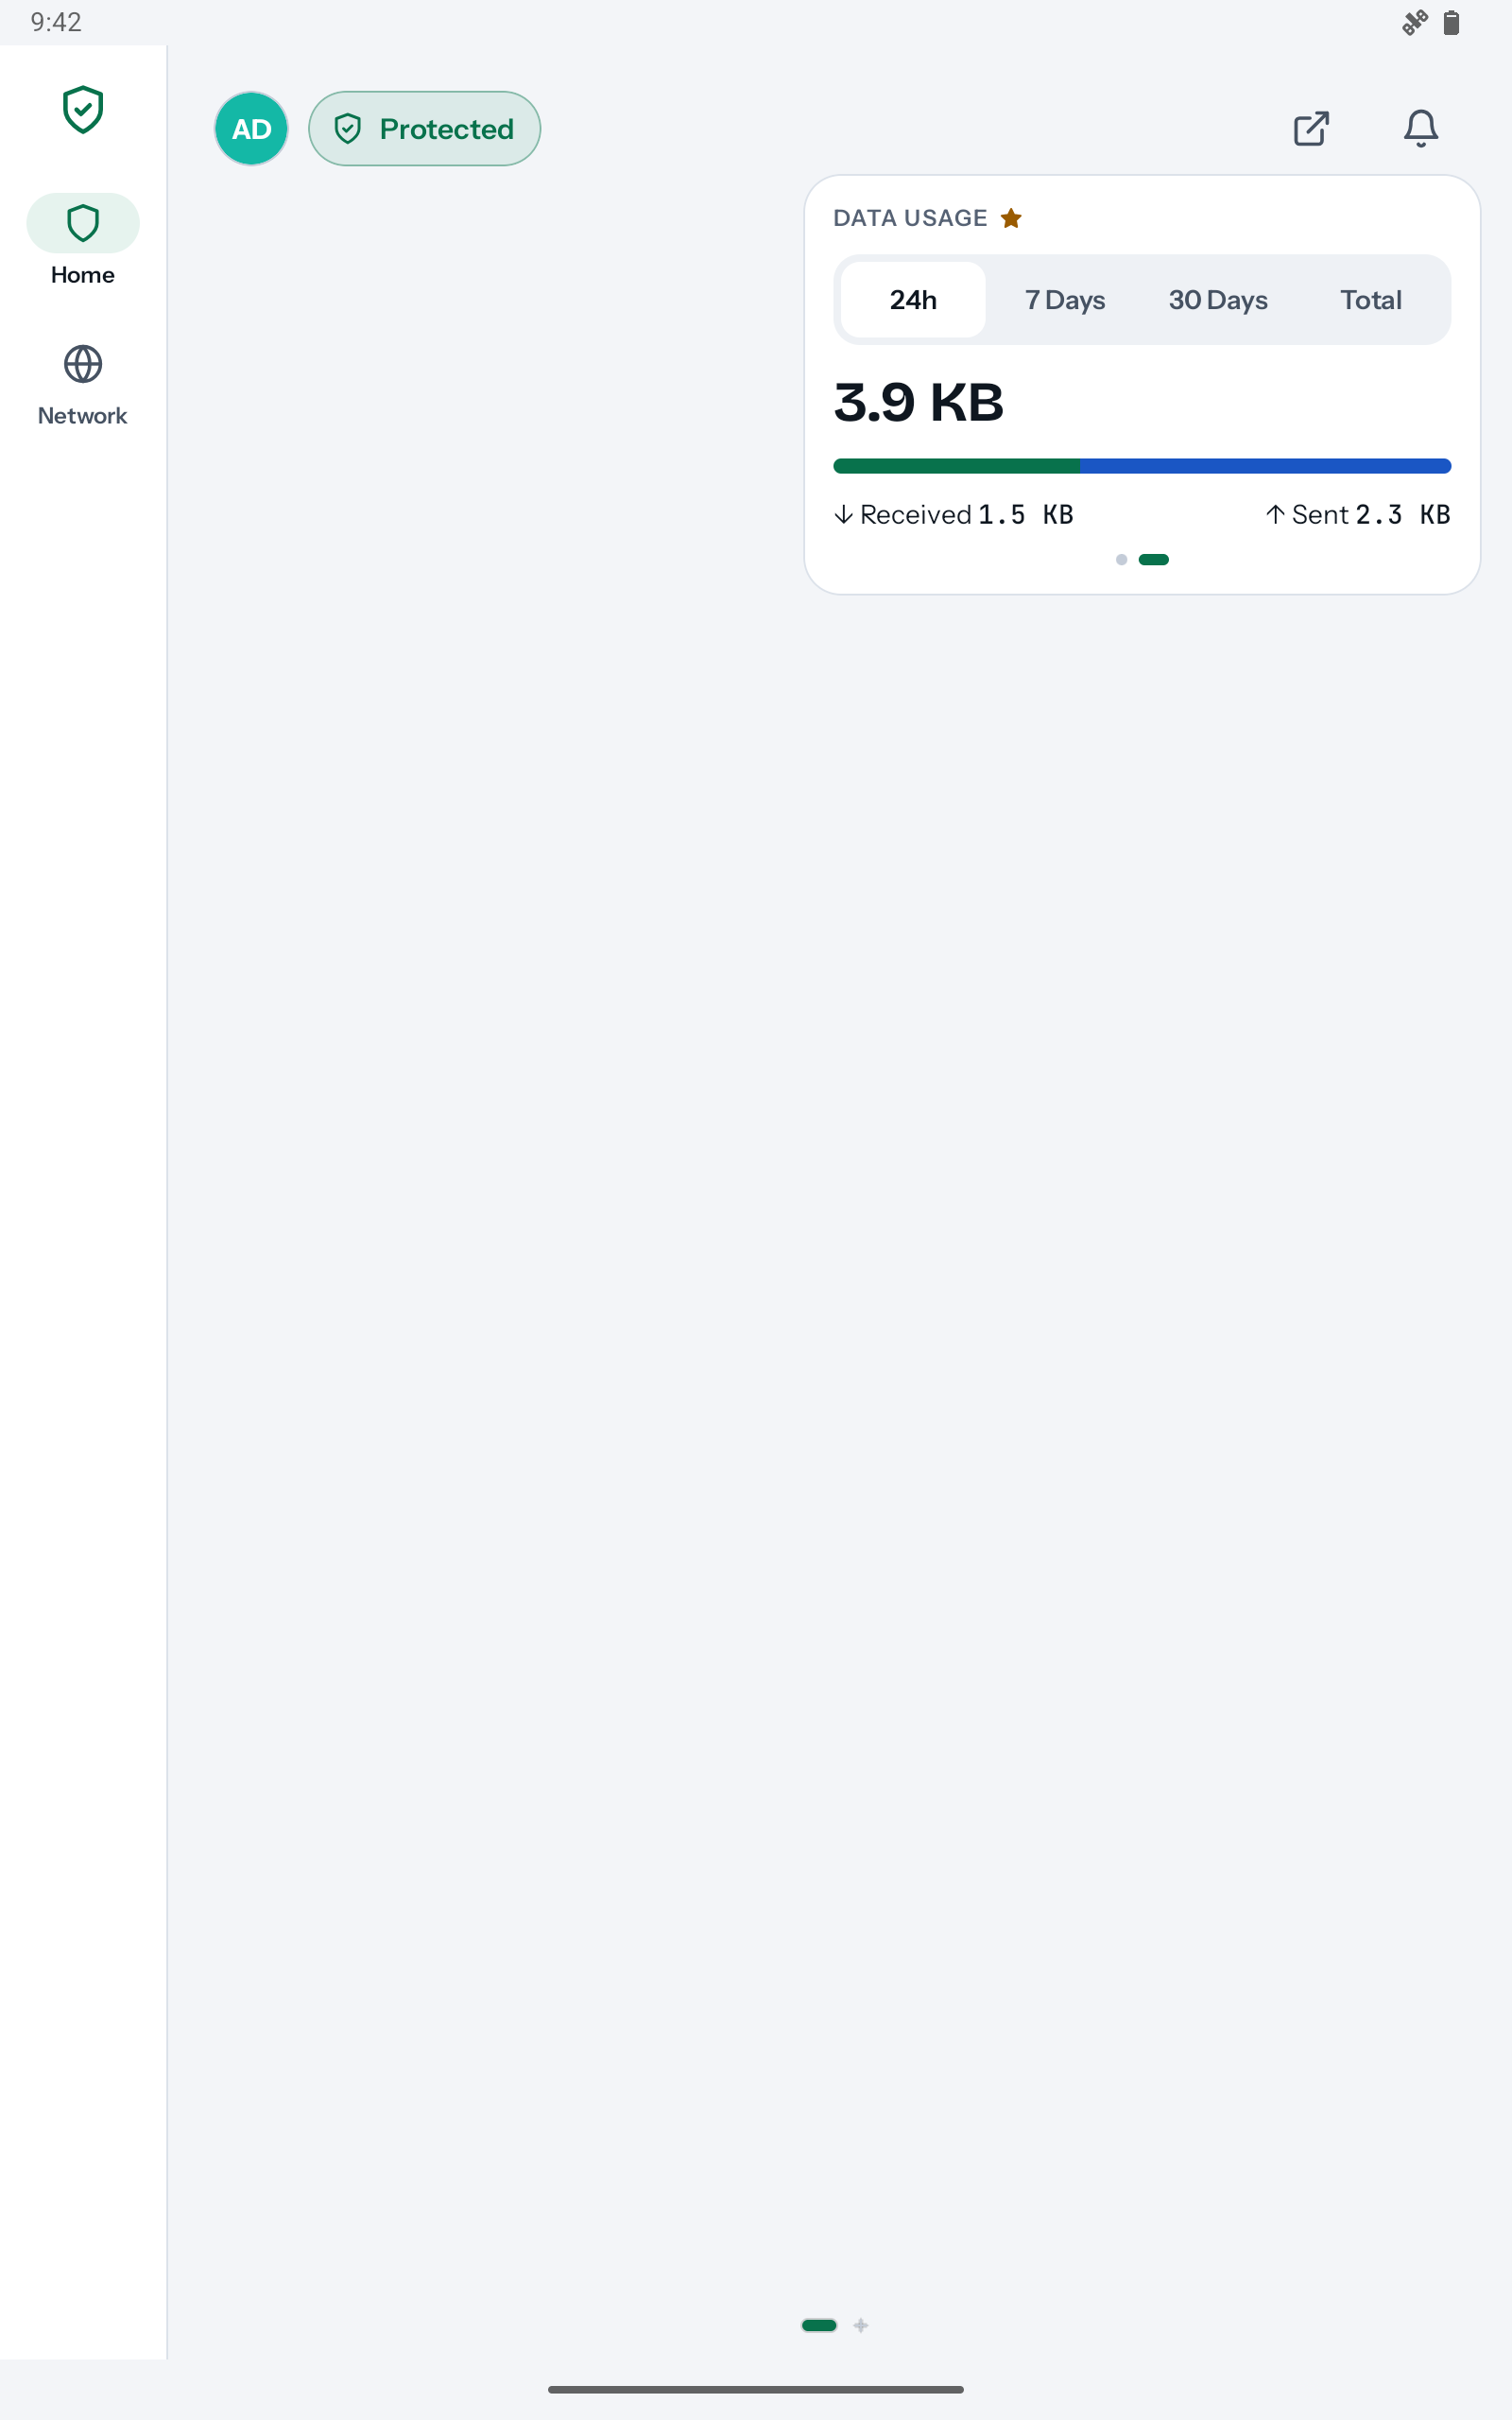 9:42
AD
Protected
Home
Network
DATA USAGE
24h
7 Days
30 Days
Total
3.9 KB
Received 1.5 KB
Sent 2.3 KB